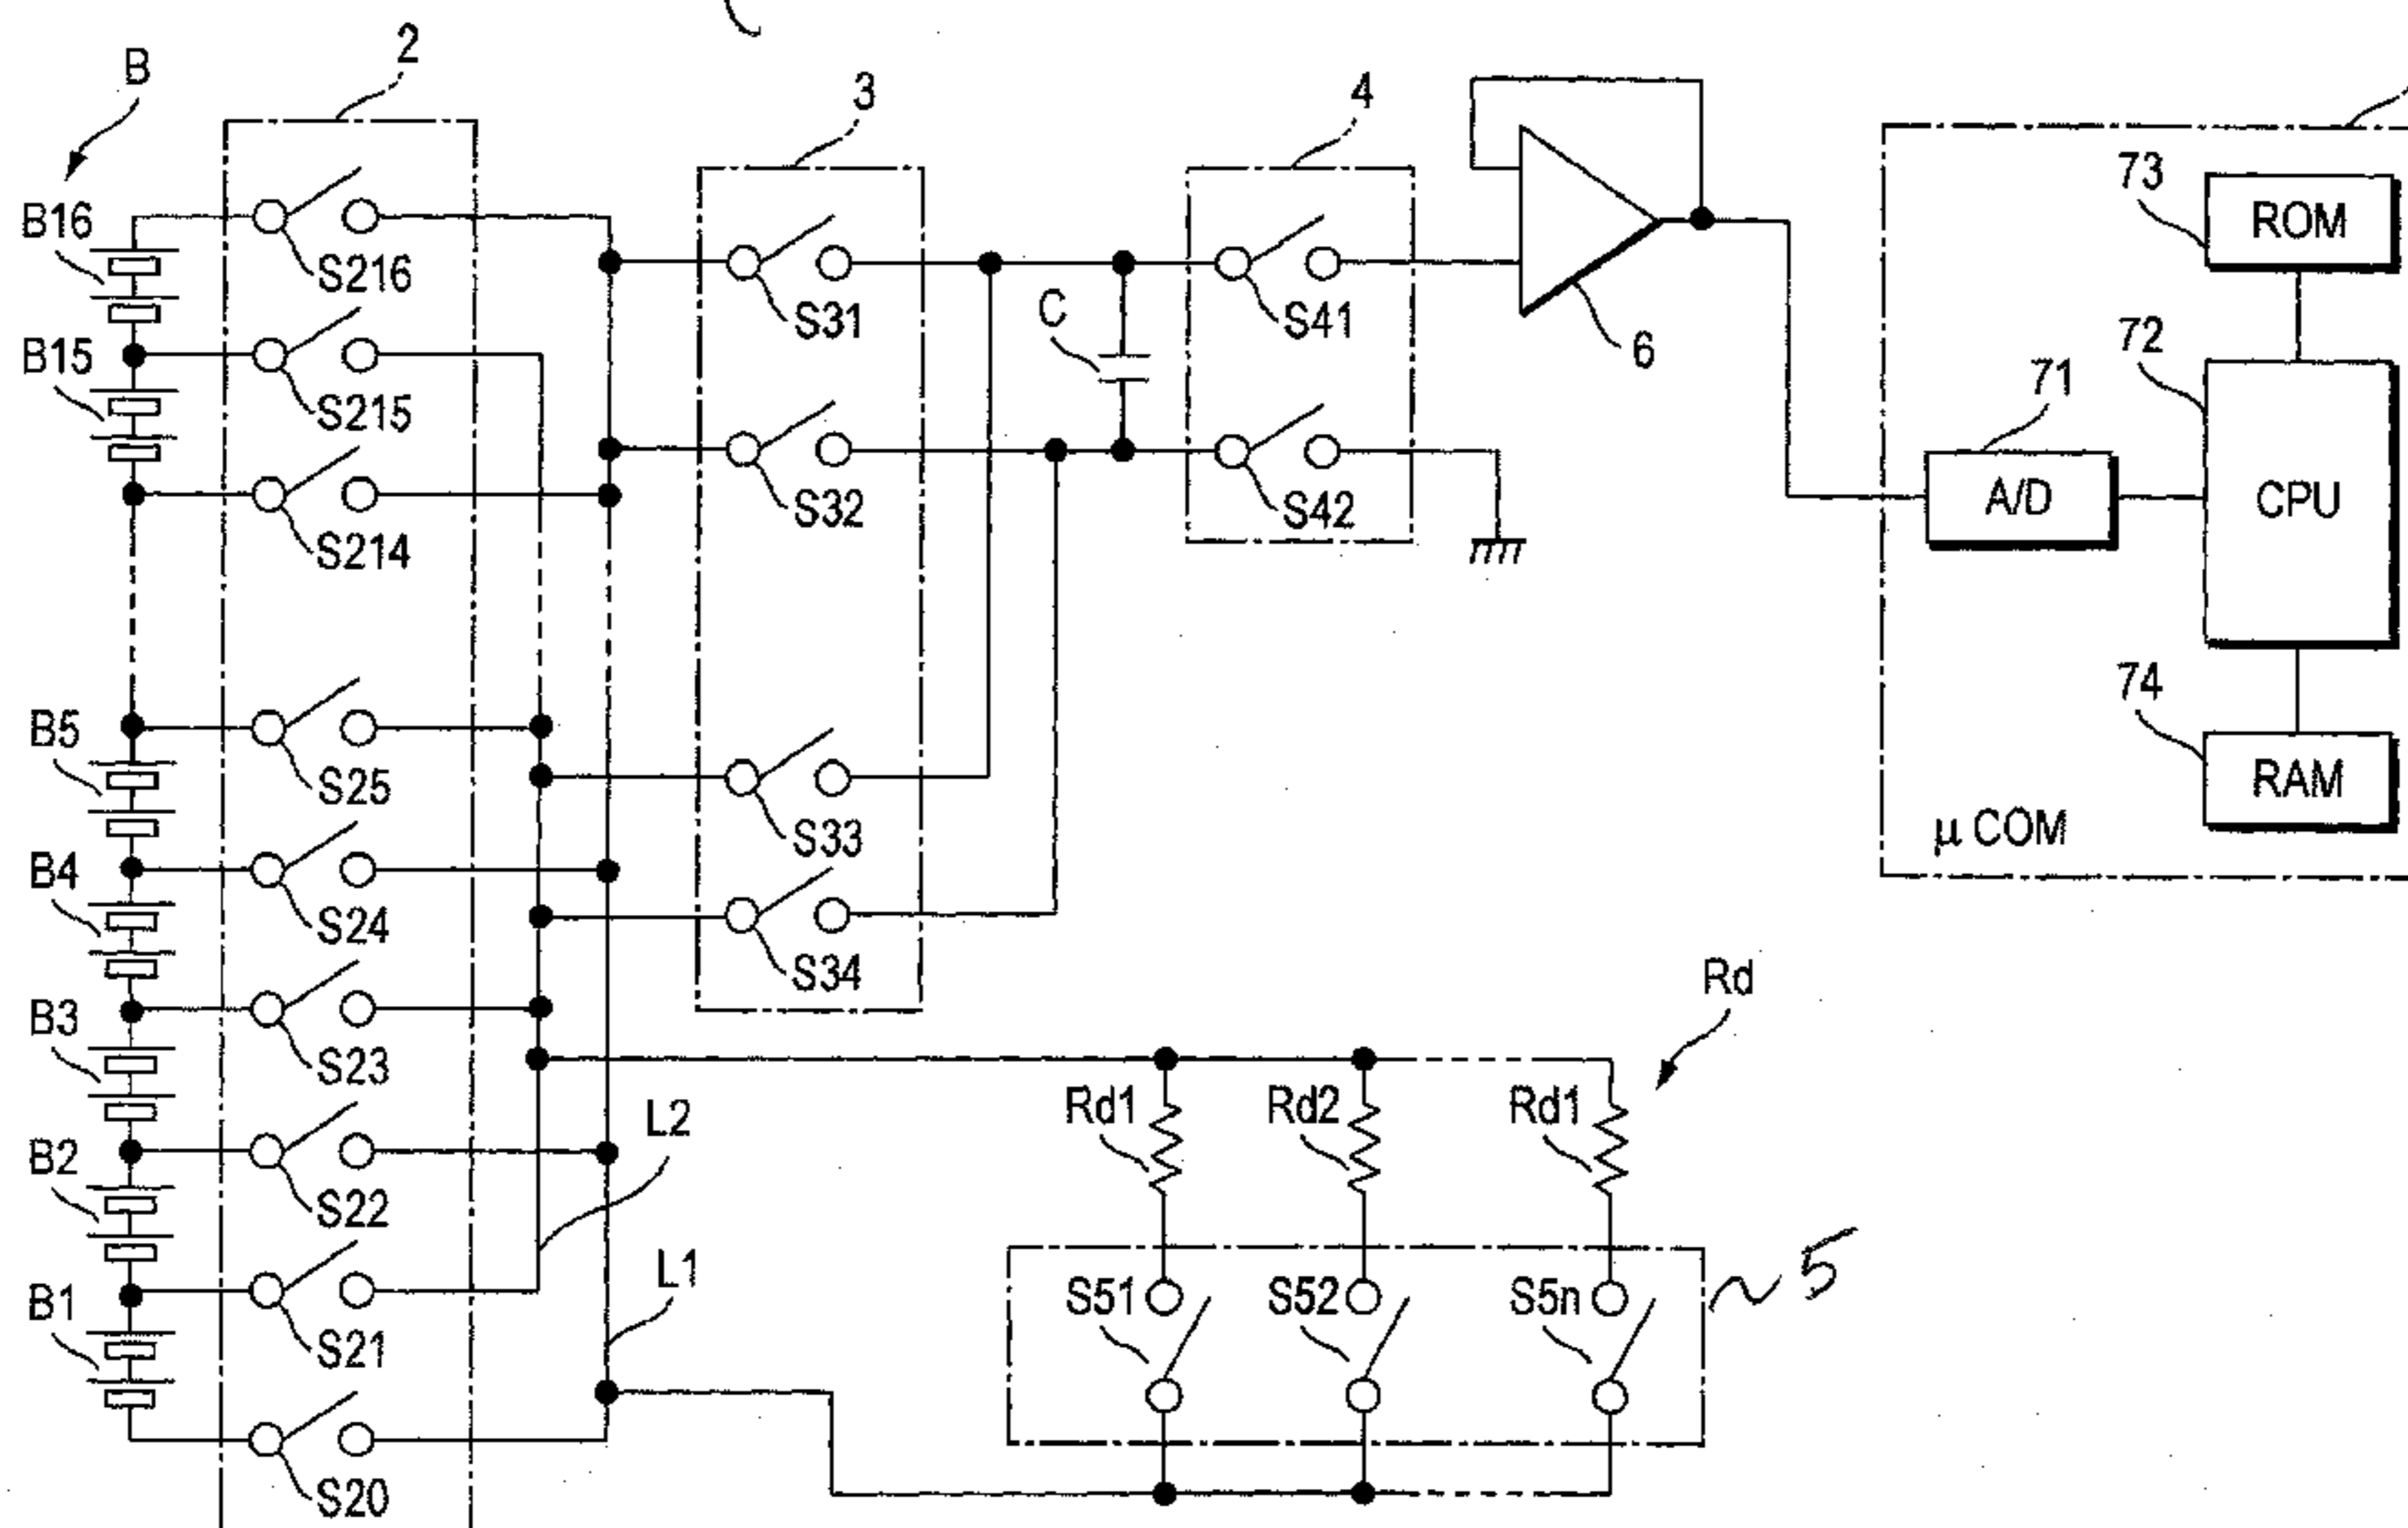 B
2
3
4
73
ROM
B16
S216
S31
C
S41
6
72
B15
S215
71
S32
S42
A/D
CPU
S214
B5
S25
74
RAM
S33
μ COM
B4
S24
S34
Rd
B3
S23
Rd1
Rd2
Rd1
L2
B2
S22
L1
5
B1
S21
S51
S52
S5n
S20